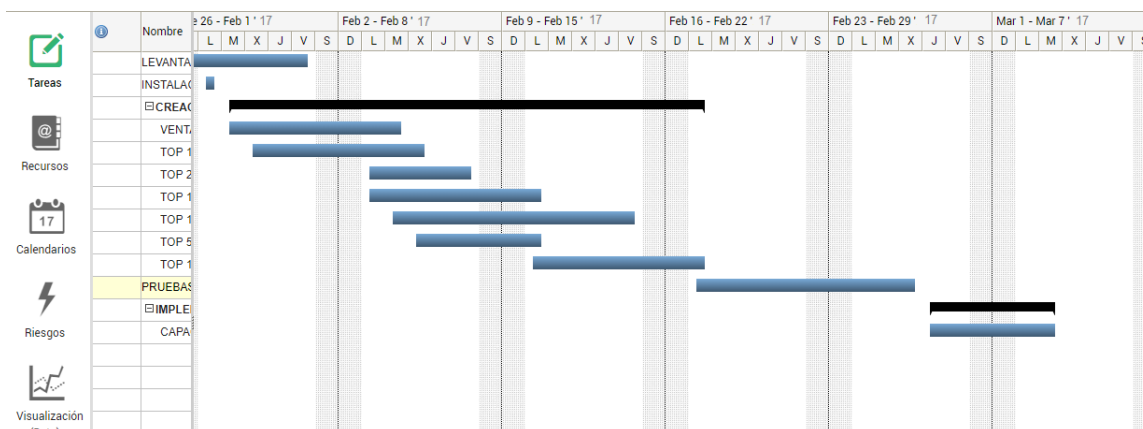 26 - Feb 1 ' 17 Feb 2 - Feb 8 ' 17 Feb 9 - Feb 15 ' 17 Feb 16 - Feb 22 ' 17 Feb 23 - Feb 29 ' 17 Mar 1 - Mar 7 ' 17
Nombre
L M X J V S D L M X J V S D L M X J V S D L M X J V S D L M X J V S D L M X J V
LEVANTA
INSTALAC
CREAC
VENTA
TOP 1
TOP 2
TOP 1
TOP 1
TOP 5
TOP 1
PRUEBAS
IMPLE
CAPA
Tareas
@
Recursos
17
Calendarios
Riesgos
Visualización